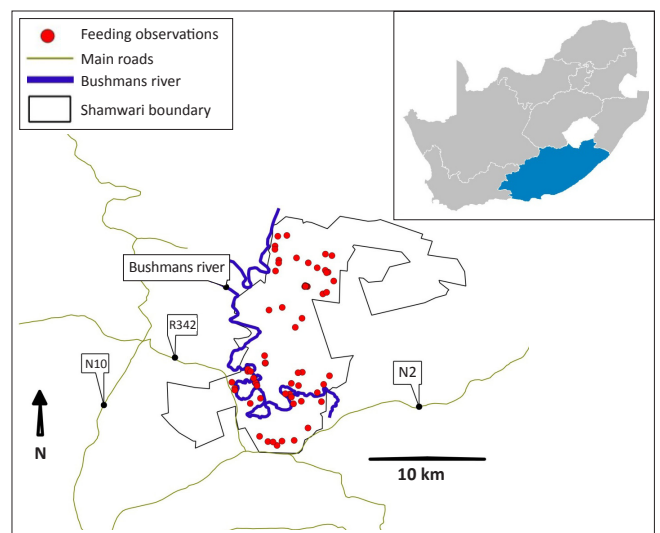 Feeding observations
Main roads
Bushmans river
Shamwari boundary
Bushmans river
R342
N10
N2
N
10 km